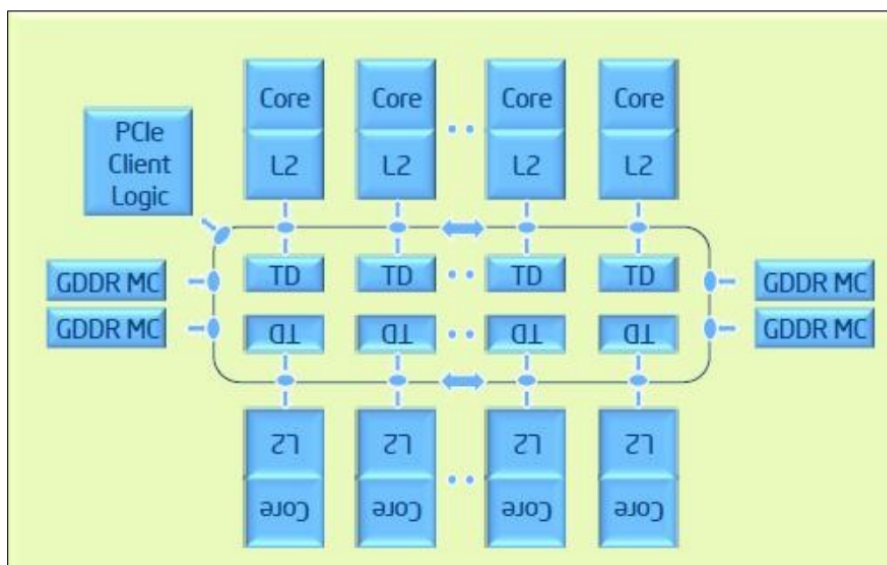 Core Core Core Core
PCIe
Client
Logic
L2 L2 L2 L2
GDDR MC TD TD TD TD GDDR MC
GDDR MC TD TD TD TD GDDR MC
L2 L2 L2 L2
Core Core Core Core